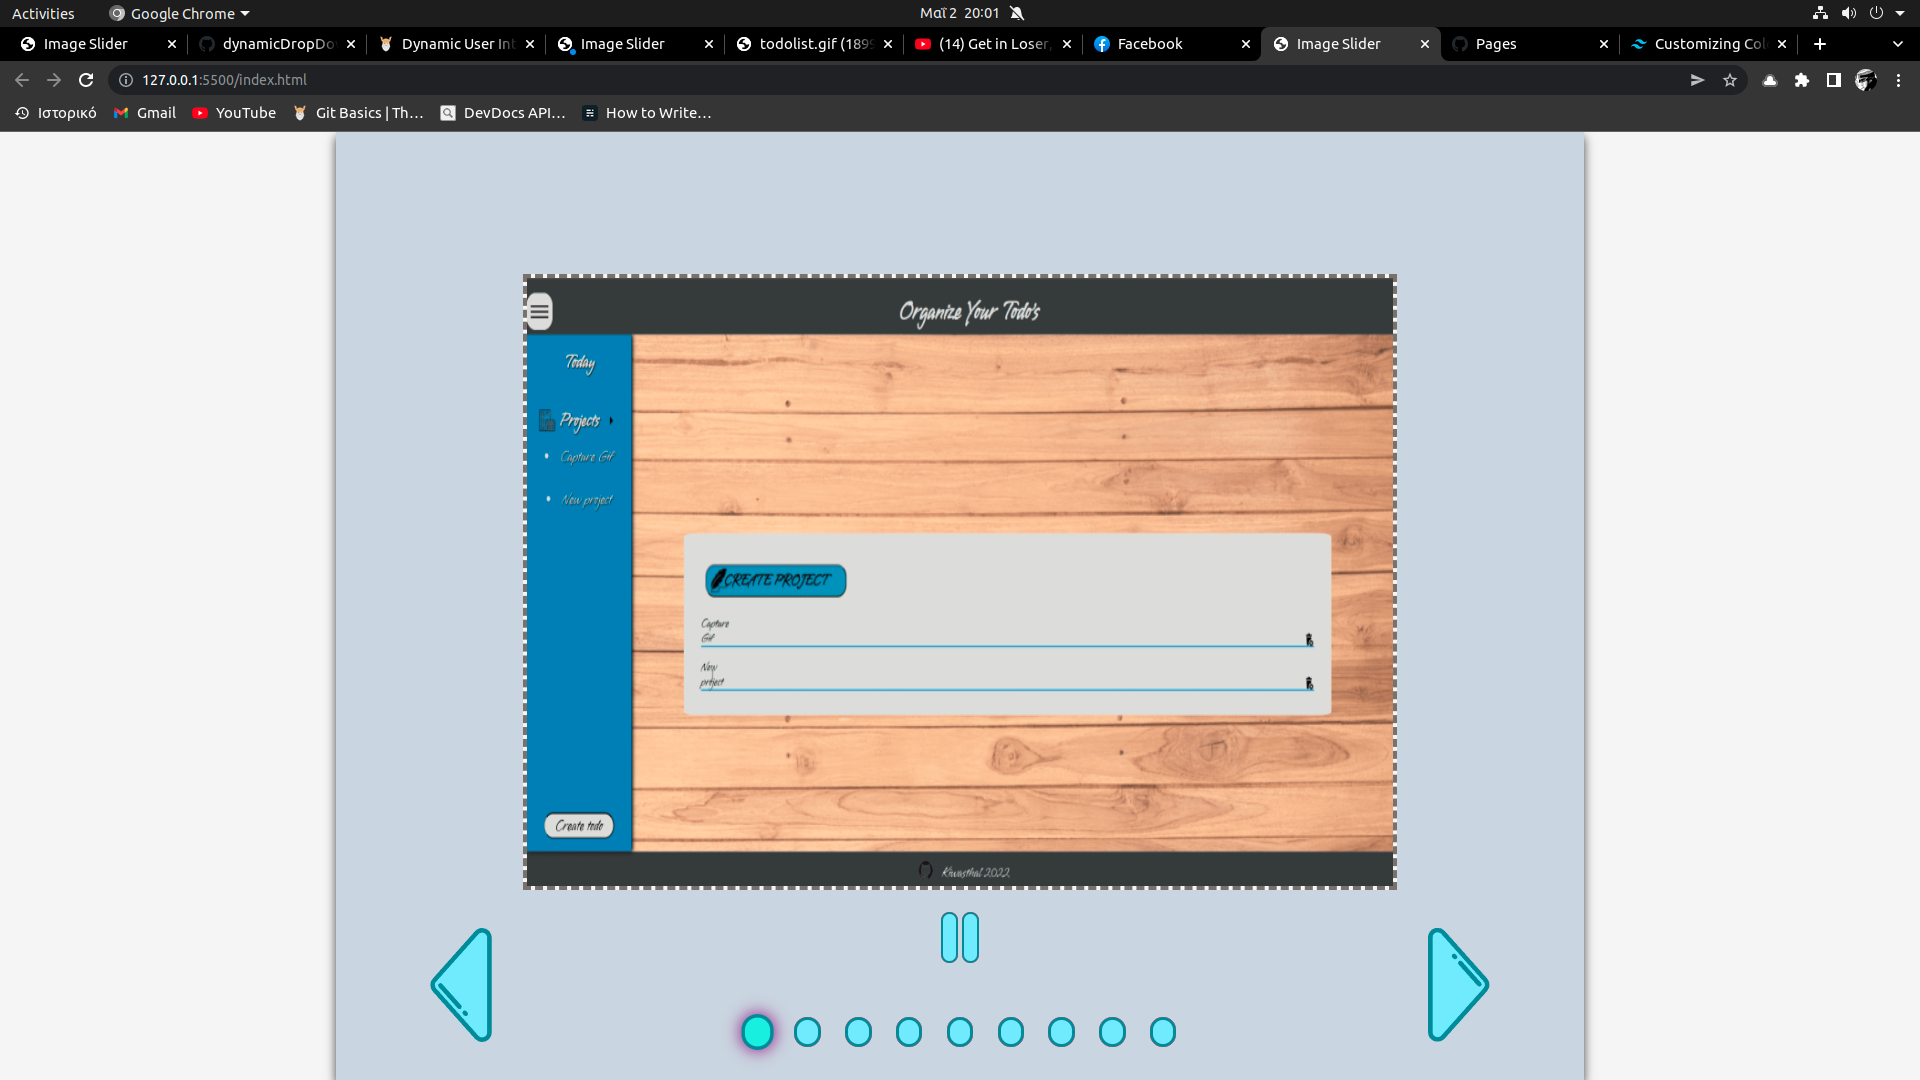 Activities
Google Chrome
Μαΐ 2 20:01
Image Slider
dynamicDropDo
Dynamic User Int
Image Slider
todolist.gif (1899
(14) Get in Loser,
Facebook
Image Slider
Pages
Customizing Col
127.0.0.1:5500/index.html
Ιστορικό
Gmail
YouTube
Git Basics | Th…
DevDocs API…
How to Write…
Organize Your Todo's
Today
Projects
Capture Gif
New project
CREATE PROJECT
Capture
Gif
New
project
Create todo
Kiwasthal 2022